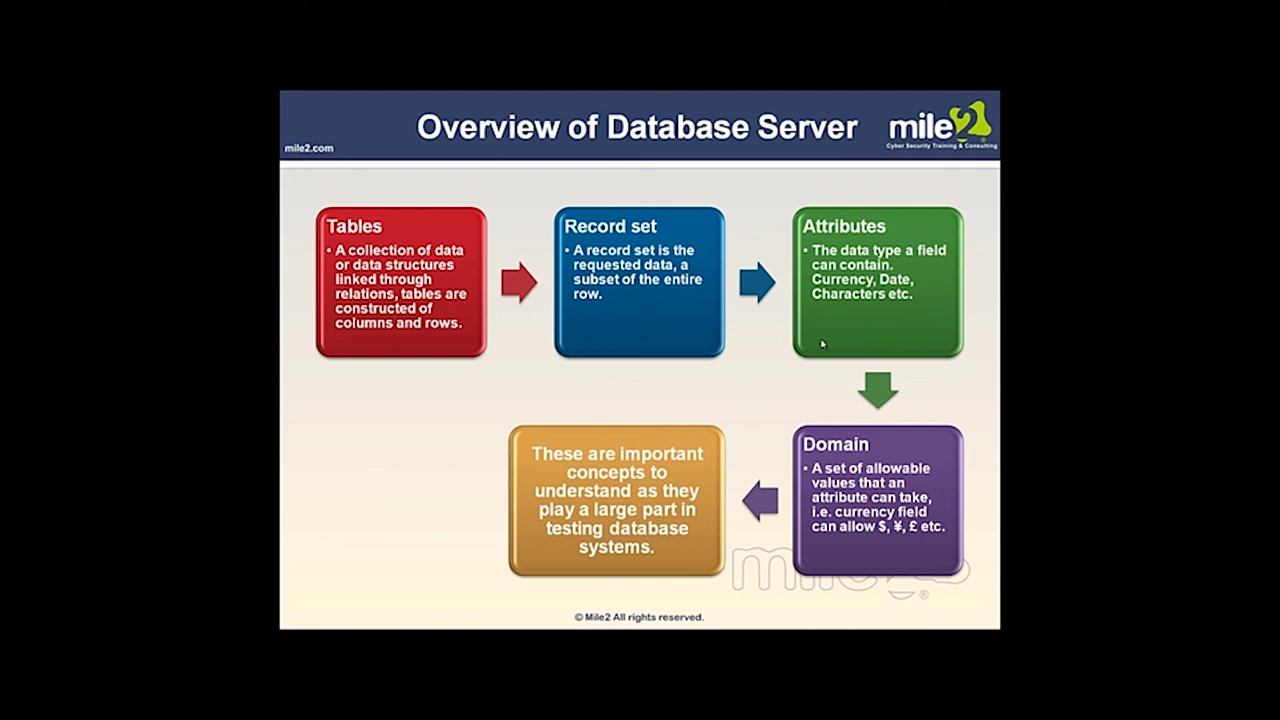 Overview of Database Server
mile2
Cyber Security Training & Consulting
mile2.com
Tables
• A collection of data
or data structures
linked through
relations, tables are
constructed of
columns and rows.
Record set
• A record set is the
requested data, a
subset of the entire
row.
Attributes
• The data type a field
can contain.
Currency, Date,
Characters etc.
Domain
• A set of allowable
values that an
attribute can take,
i.e. currency field
can allow $, ¥, £ etc.
These are important
concepts to
understand as they
play a large part in
testing database
systems.
mile2
®
© Mile2 All rights reserved.